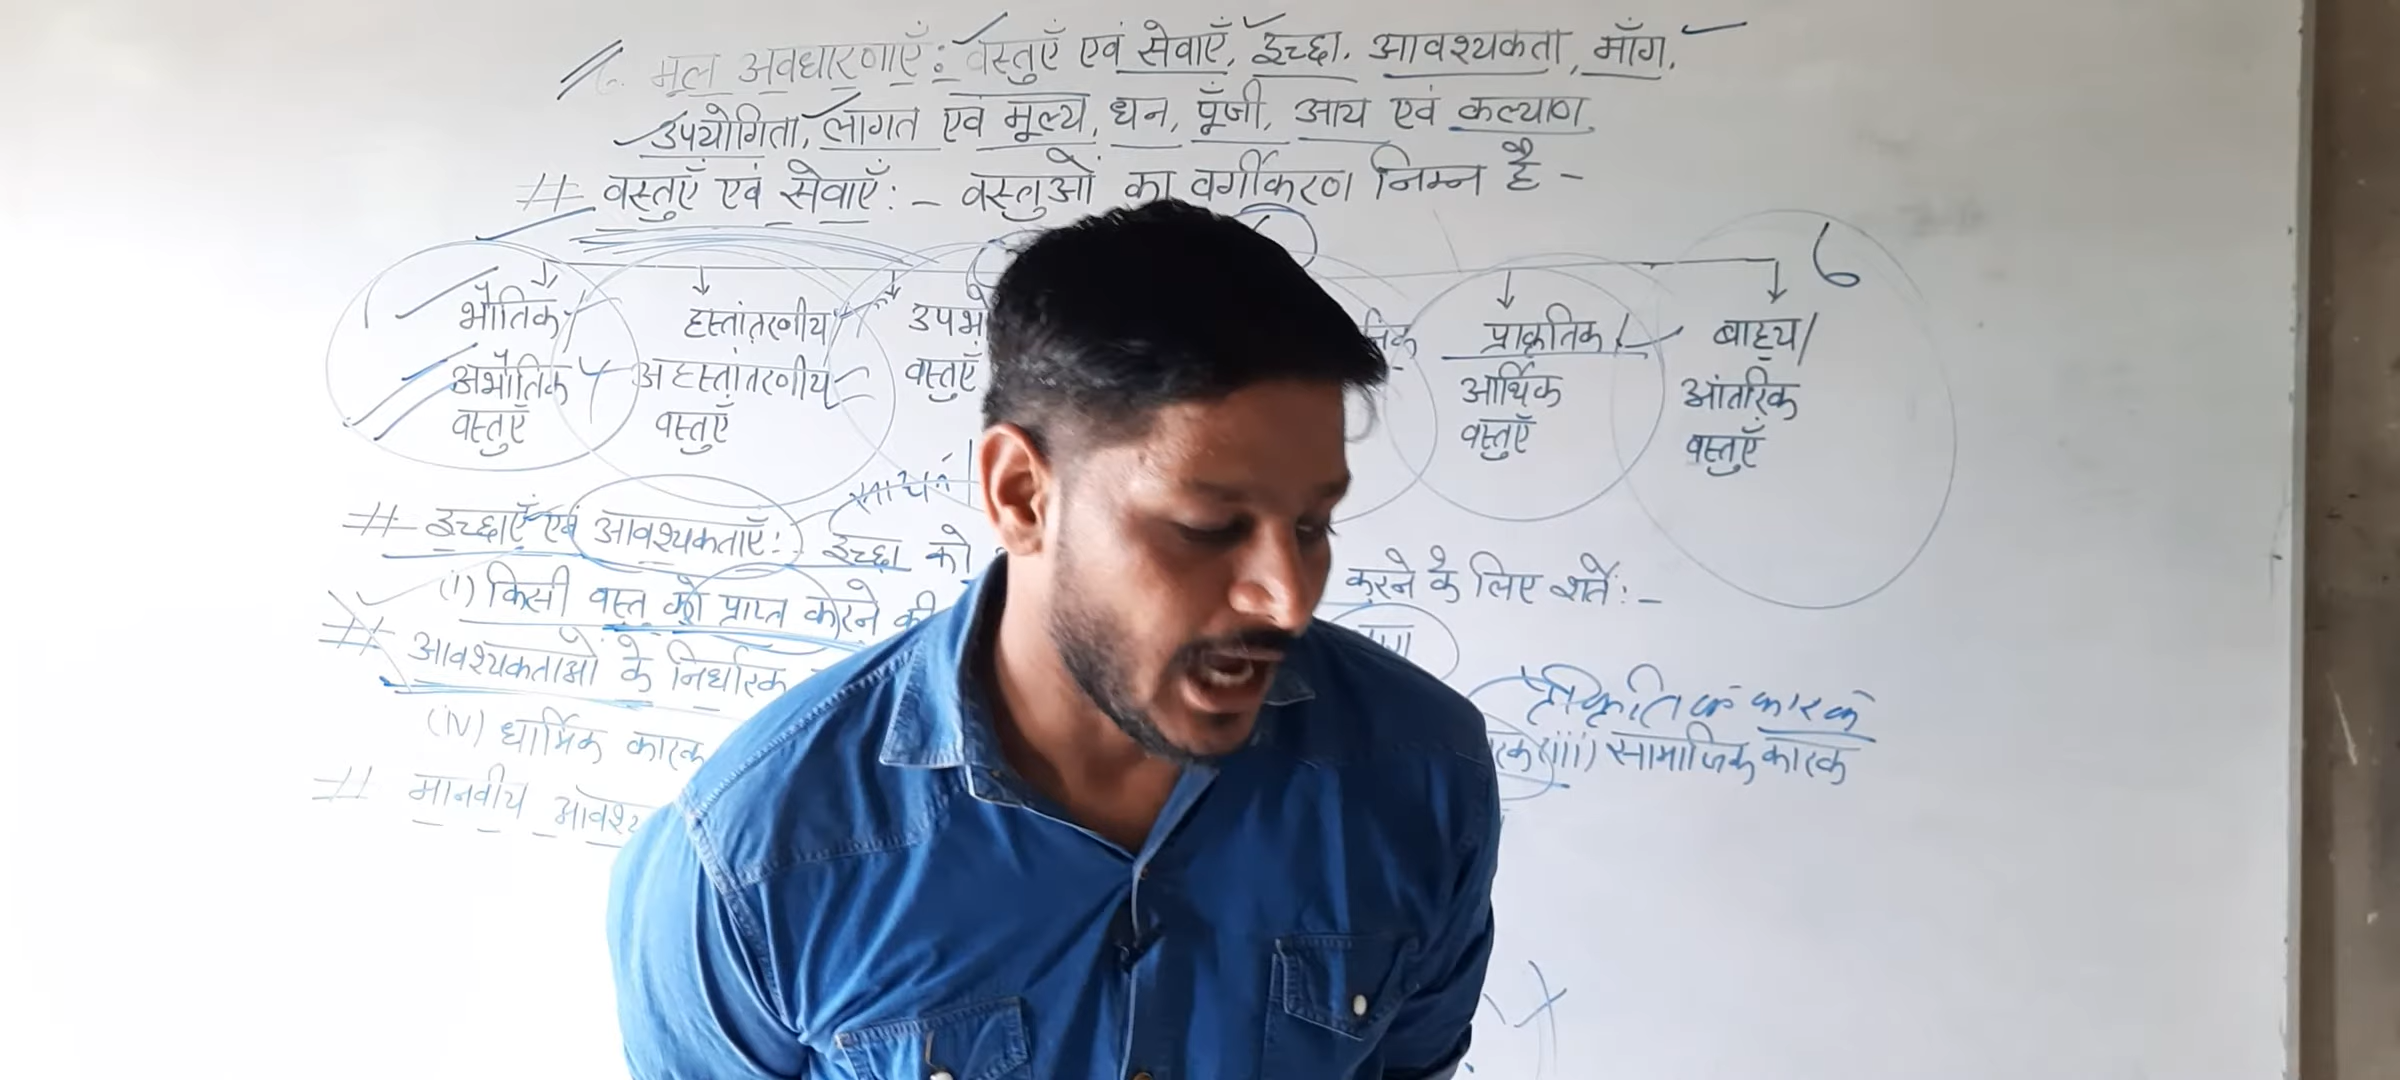 मूल अवधारणाएँ : वस्तुएँ एवं सेवाएँ, इच्छा, आवश्यकता, माँग,
उपयोगिता, लागत एवं मूल्य, धन, पूँजी, आय एवं कल्याण
# वस्तुएँ एवं सेवाएँ :- वस्तुओं का वर्गीकरण निम्न है -
6
भौतिक/ हस्तांतरणीय/ प्राकृतिक/ बाह्य/
अभौतिक अहस्तांतरणीय वस्तुएँ आर्थिक आंतरिक
वस्तुएँ वस्तुएँ वस्तुएँ वस्तुएँ
# इच्छाएँ एवं आवश्यकताएँ : इच्छा को करने के लिए शर्तें :-
(i) किसी वस्तु को प्राप्त करने की
# आवश्यकताओं के निर्धारक
प्राकृतिक कारक
(iv) धार्मिक कारक (iii) सामाजिक कारक
# मानवीय